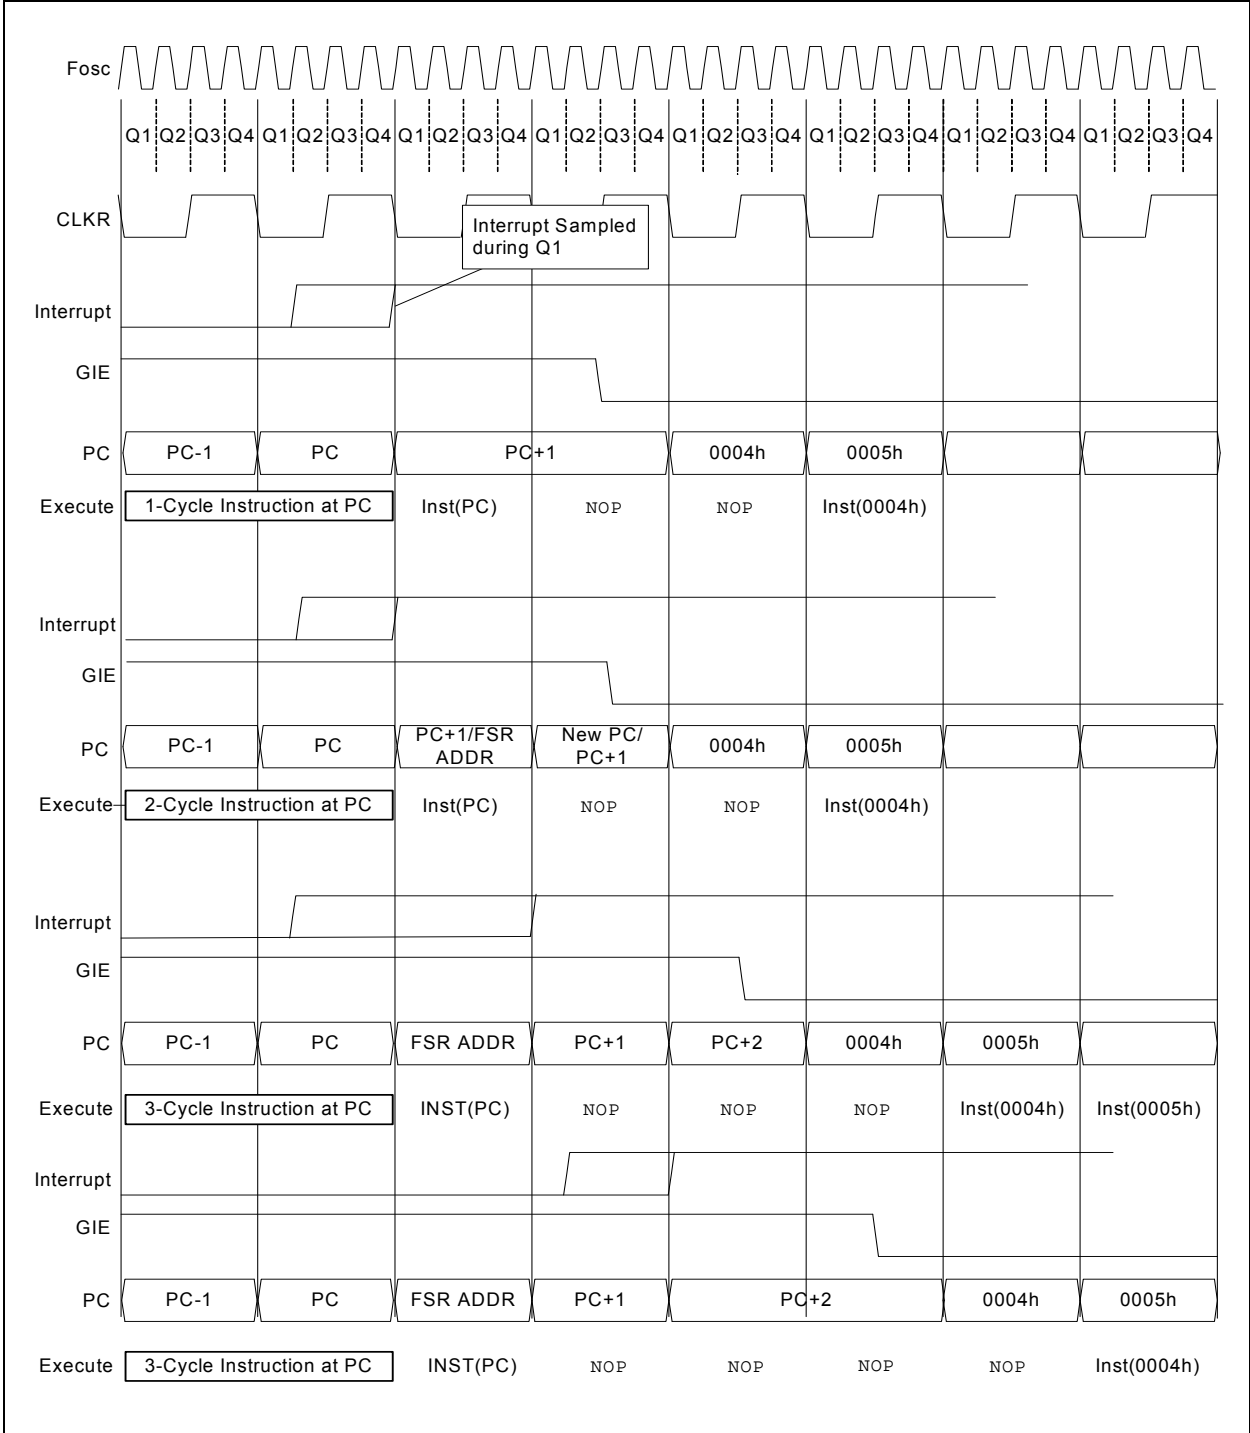 Fosc
Q1 Q2 Q3 Q4 Q1 Q2 Q3 Q4 Q1 Q2 Q3 Q4 Q1 Q2 Q3 Q4 Q1 Q2 Q3 Q4 Q1 Q2 Q3 Q4 Q1 Q2 Q3 Q4 Q1 Q2 Q3 Q4
CLKR
Interrupt Sampled
during Q1
Interrupt
GIE
PC PC-1 PC PC+1 0004h 0005h
Execute 1-Cycle Instruction at PC Inst(PC) NOP NOP Inst(0004h)
Interrupt
GIE
PC PC-1 PC PC+1/FSR ADDR New PC/ PC+1 0004h 0005h
Execute 2-Cycle Instruction at PC Inst(PC) NOP NOP Inst(0004h)
Interrupt
GIE
PC PC-1 PC FSR ADDR PC+1 PC+2 0004h 0005h
Execute 3-Cycle Instruction at PC INST(PC) NOP NOP NOP Inst(0004h) Inst(0005h)
Interrupt
GIE
PC PC-1 PC FSR ADDR PC+1 PC+2 0004h 0005h
Execute 3-Cycle Instruction at PC INST(PC) NOP NOP NOP NOP Inst(0004h)